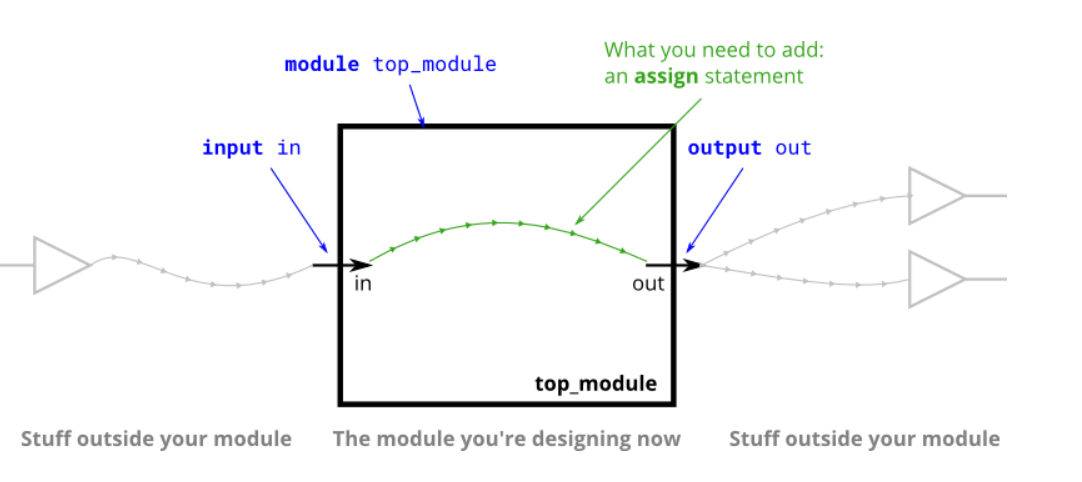 What you need to add:
an assign statement
module top_module
input in
output out
in
out
top_module
Stuff outside your module
The module you're designing now
Stuff outside your module